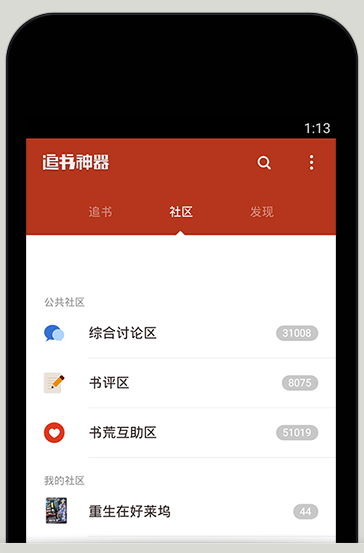 1:13
追书神器
追书 社区 发现
公共社区
综合讨论区 31008
书评区 8075
书荒互助区 51019
我的社区
重生在好莱坞 44